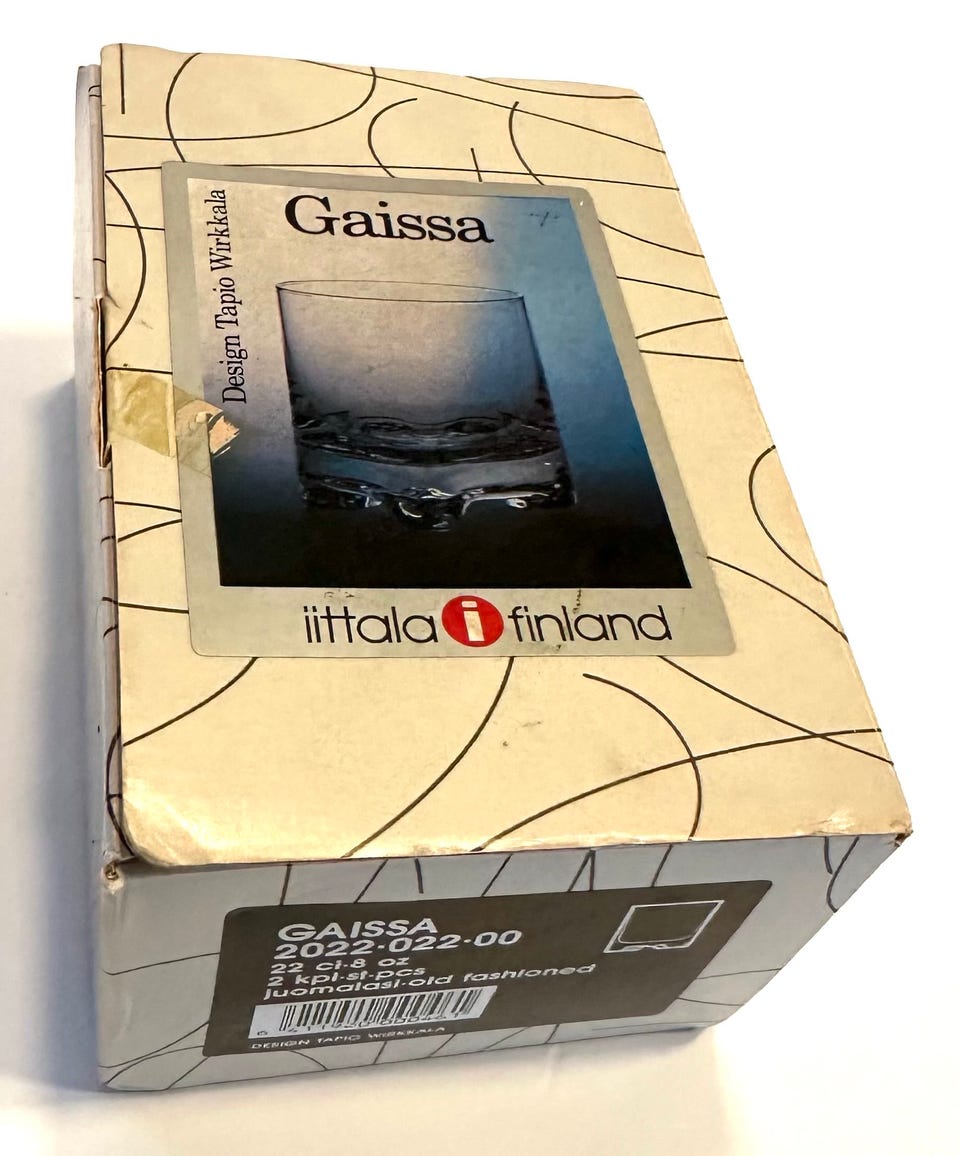 Gaissa
Design Tapio Wirkkala
iittala i finland
GAISSA
2022-022-00
22 cl-8 oz
2 kpl-st-pcs
juomalasi-old fashioned
DESIGN TAPIO WIRKKALA